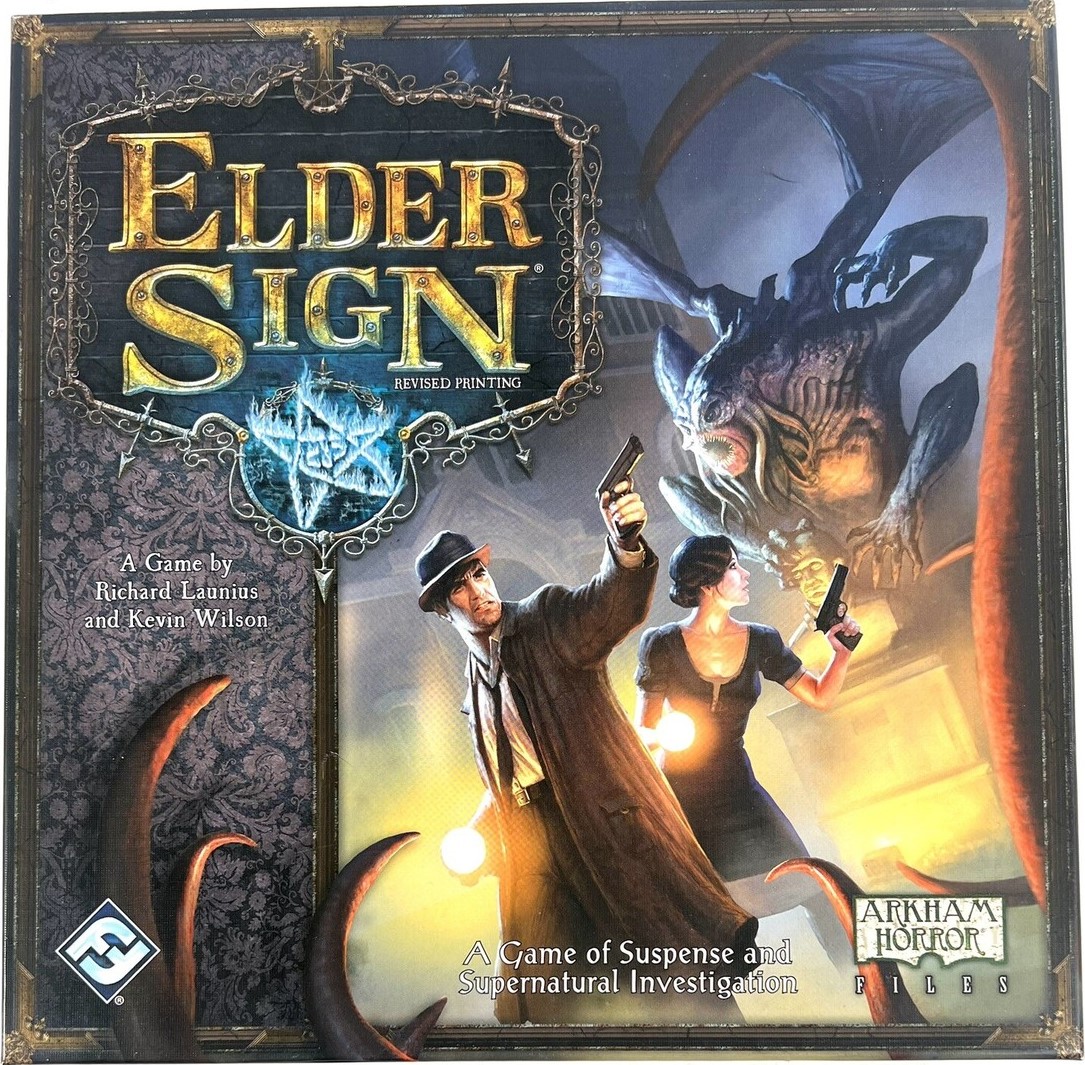 ELDER
SIGN®
REVISED PRINTING
A Game by
Richard Launius
and Kevin Wilson
A Game of Suspense and
Supernatural Investigation
ARKHAM
HORROR®
FILES
®